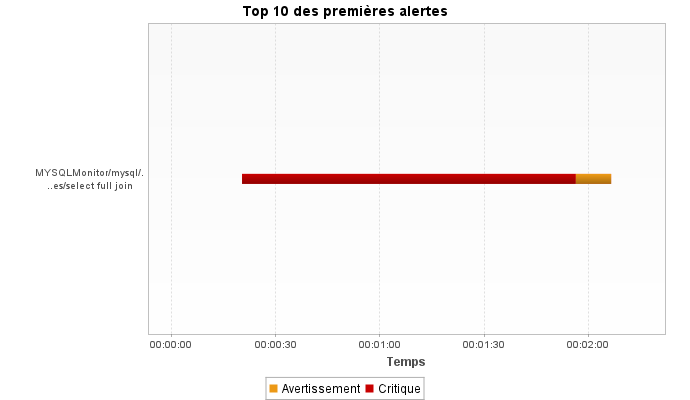 Top 10 des premières alertes
MYSQLMonitor/mysql/.
..es/select full join
00:00:00 00:00:30 00:01:00 00:01:30 00:02:00
Temps
Avertissement Critique